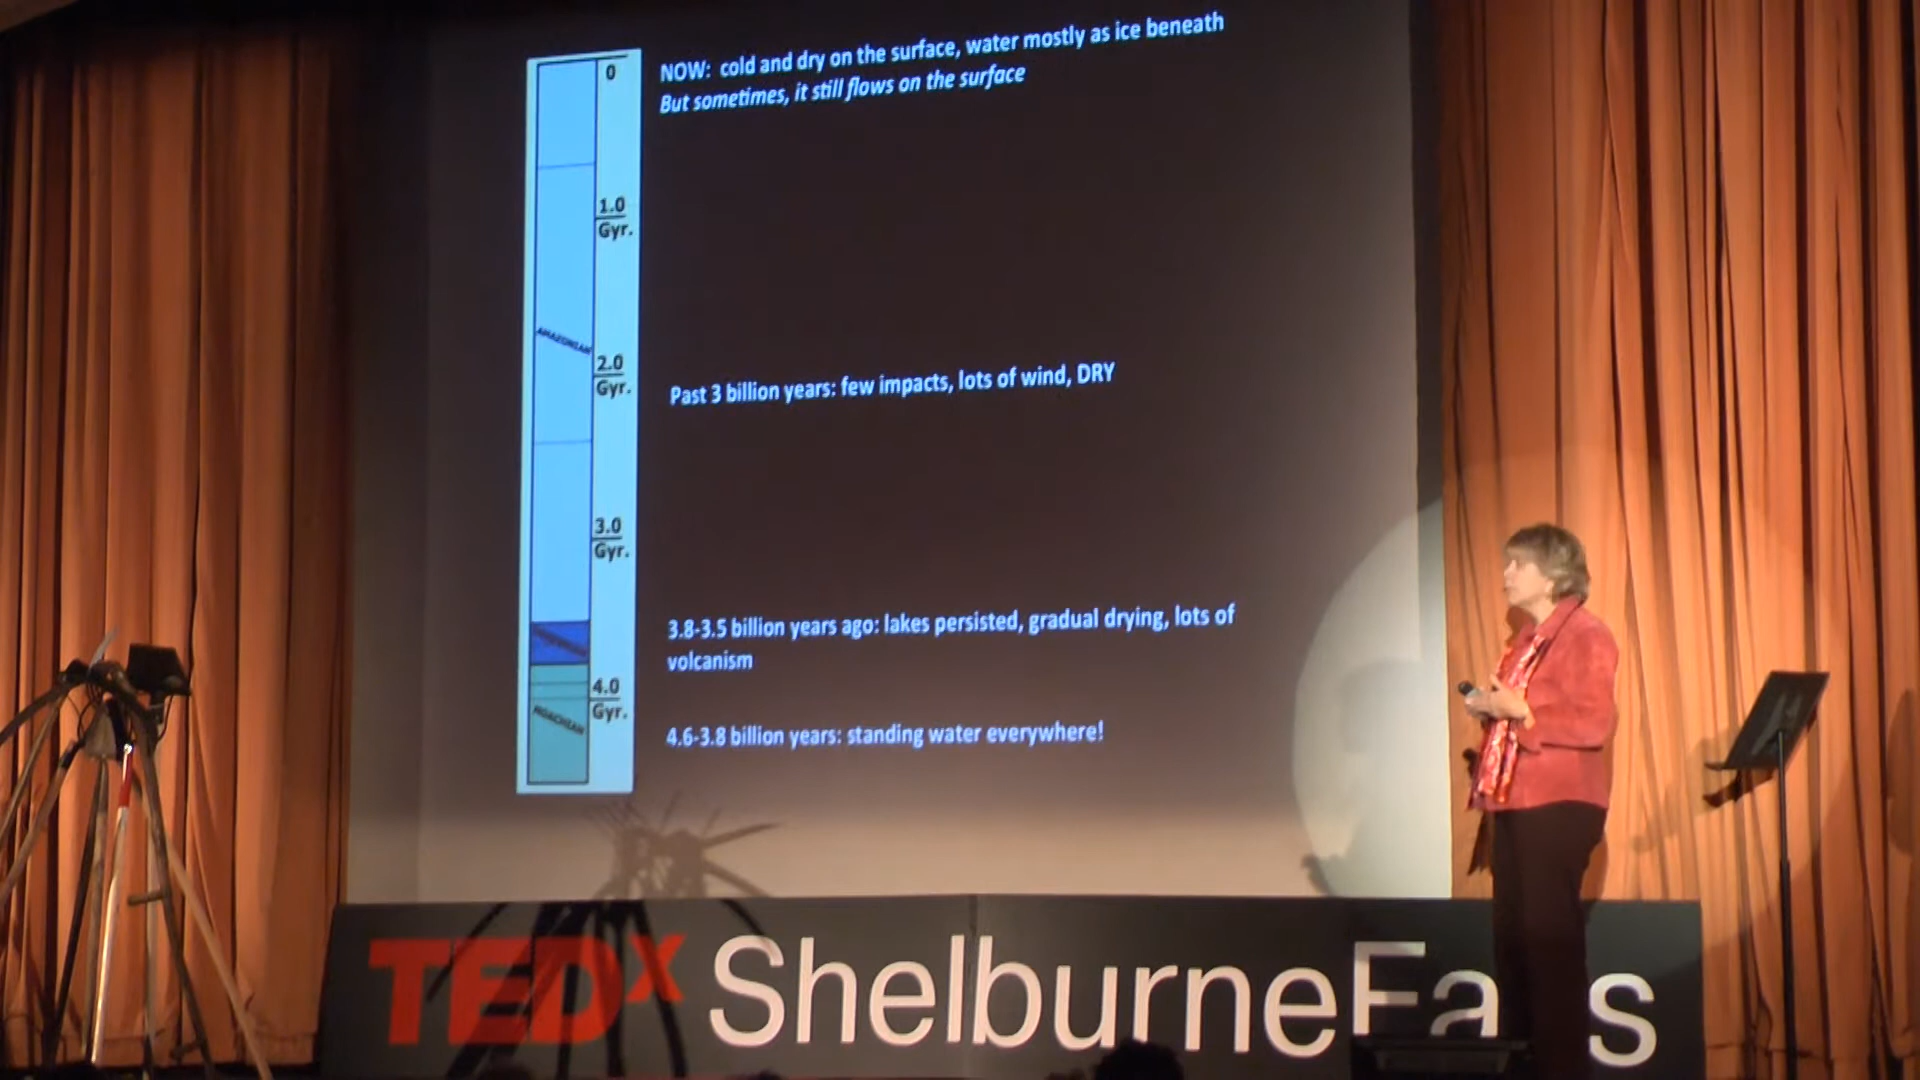 NOW: cold and dry on the surface, water mostly as ice beneath
But sometimes, it still flows on the surface
0
1.0
Gyr.
AMAZONIAN
2.0
Gyr.
Past 3 billion years: few impacts, lots of wind, DRY
3.0
Gyr.
3.8-3.5 billion years ago: lakes persisted, gradual drying, lots of
volcanism
4.0
Gyr.
NOACHIAN
4.6-3.8 billion years: standing water everywhere!
TEDx ShelburneFa s